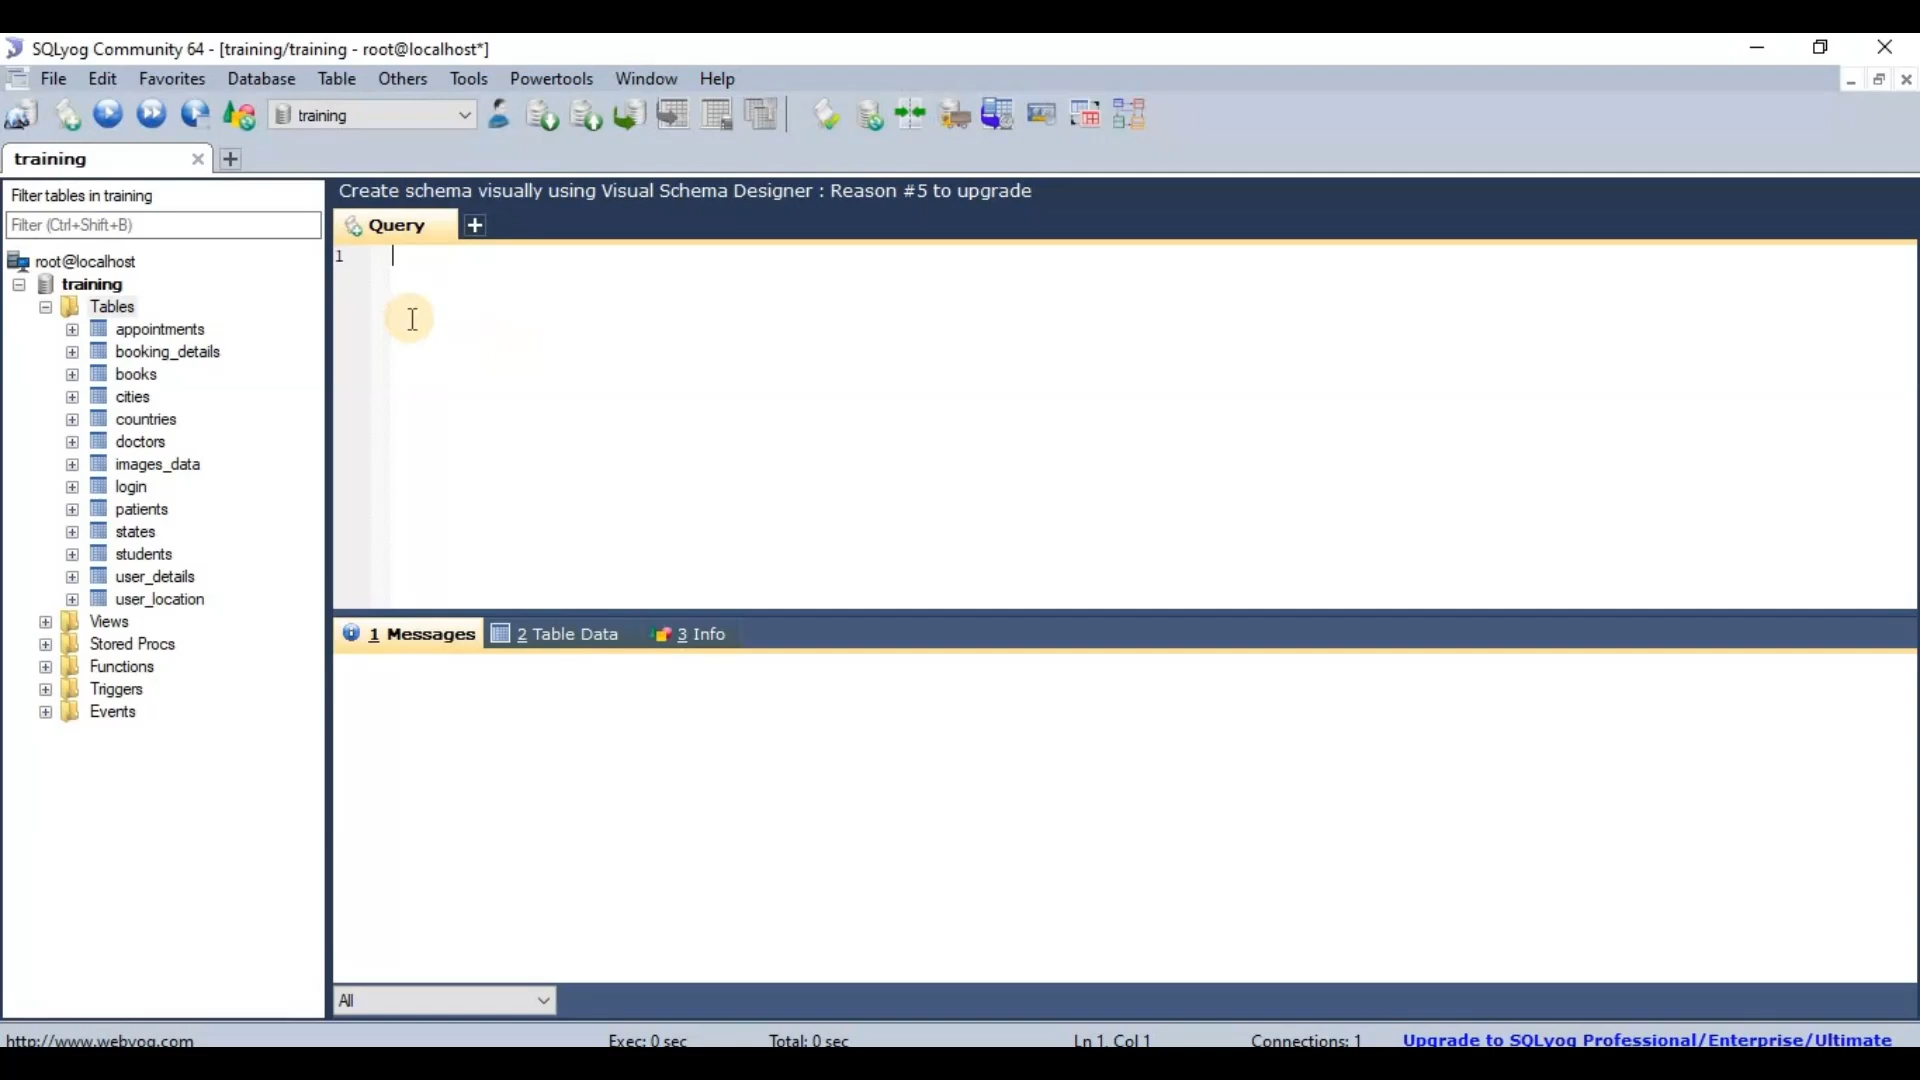 SQLyog Community 64 - [training/training - root@localhost*]
File Edit Favorites Database Table Others Tools Powertools Window Help
training
training
Filter tables in training
Filter (Ctrl+Shift+B)
root@localhost
training
Tables
appointments
booking_details
books
cities
countries
doctors
images_data
login
patients
states
students
user_details
user_location
Views
Stored Procs
Functions
Triggers
Events
Create schema visually using Visual Schema Designer : Reason #5 to upgrade
Query
1
1 Messages 2 Table Data 3 Info
All
http://www.webyog.com Exec: 0 sec Total: 0 sec Ln 1, Col 1 Connections: 1 Upgrade to SQLyog Professional/Enterprise/Ultimate